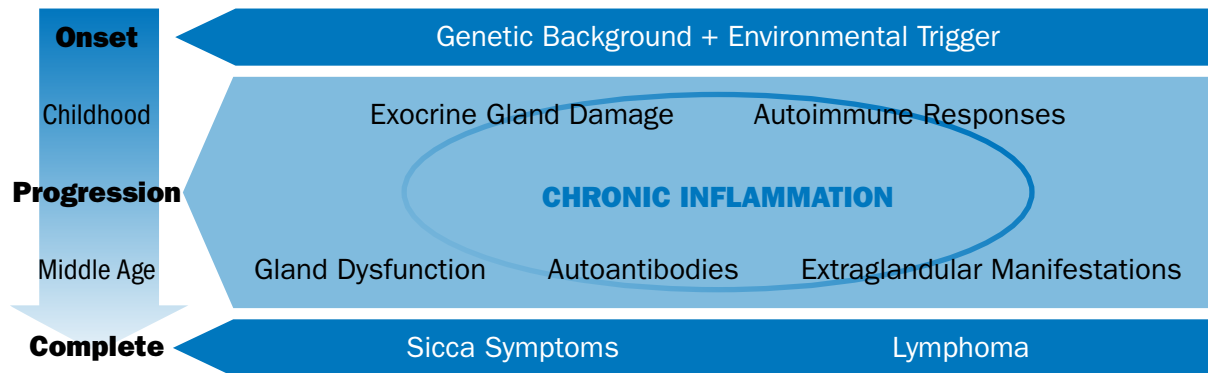 Onset Genetic Background + Environmental Trigger
Childhood Exocrine Gland Damage Autoimmune Responses
Progression CHRONIC INFLAMMATION
Middle Age Gland Dysfunction Autoantibodies Extraglandular Manifestations
Complete Sicca Symptoms Lymphoma